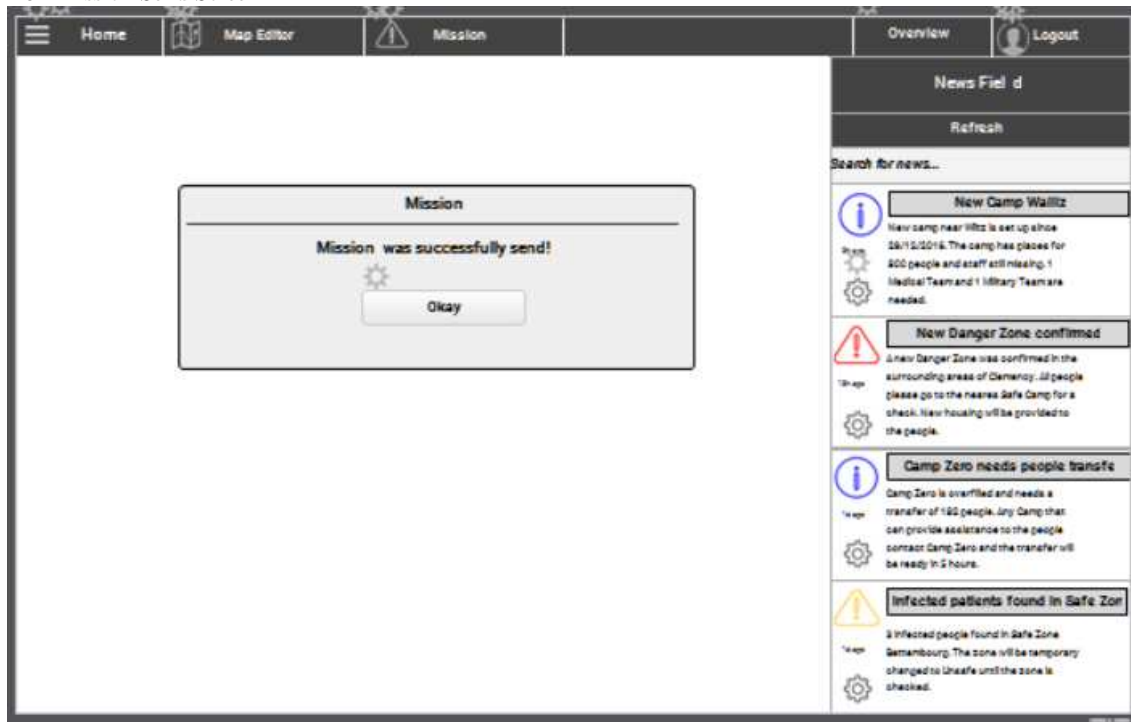 Home
Map Editor
Mission
Overview
Logout
News Fiel d
Refresh
Search for news...
Mission
Mission was successfully send!
Okay
New Camp Walliz
New camp near Wiltz is set up since
The camp has places for
people and staff still missing. 1
Medical Team and 1 Military Team are
needed.
New Danger Zone confirmed
A new Danger Zone was confirmed in the
surrounding areas of Clemency. All people
please go to the neares Safe Camp for a
check. New housing will be provided to
the people.
Camp Zero needs people transfe
Camp Zero is overfilled and needs a
transfer of people. Any Camp that
can provide assistance to the people
contact Camp Zero and the transfer will
be ready in hours.
Infected patients found in Safe Zon
infected people found in Safe Zone
Bettembourg. The zone will be temporary
changed to Unsafe until the zone is
checked.